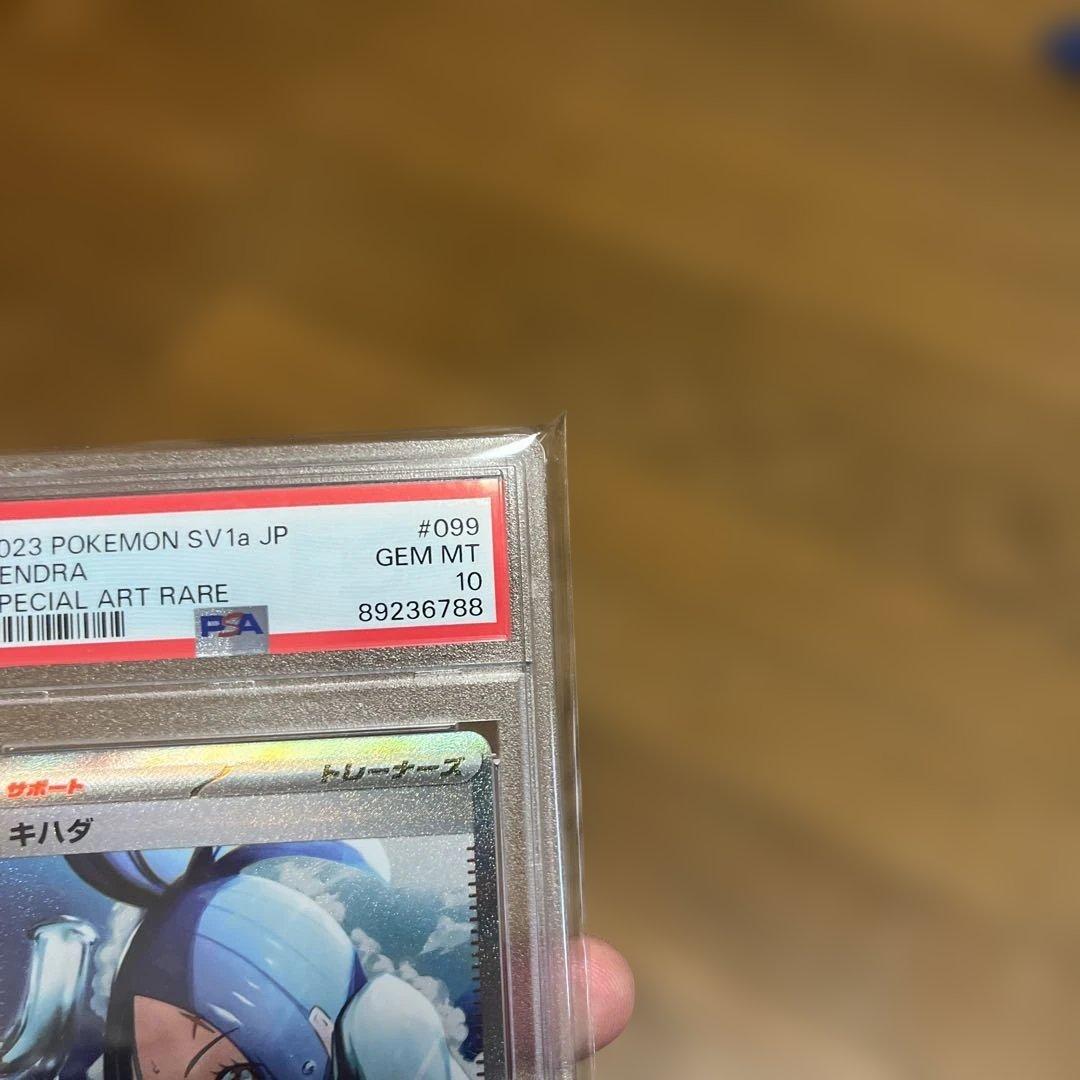 023 POKEMON SV1a JP #099
ENDRA GEM MT
PECIAL ART RARE 10
PSA 89236788
サポート トレーナーズ
キハダ